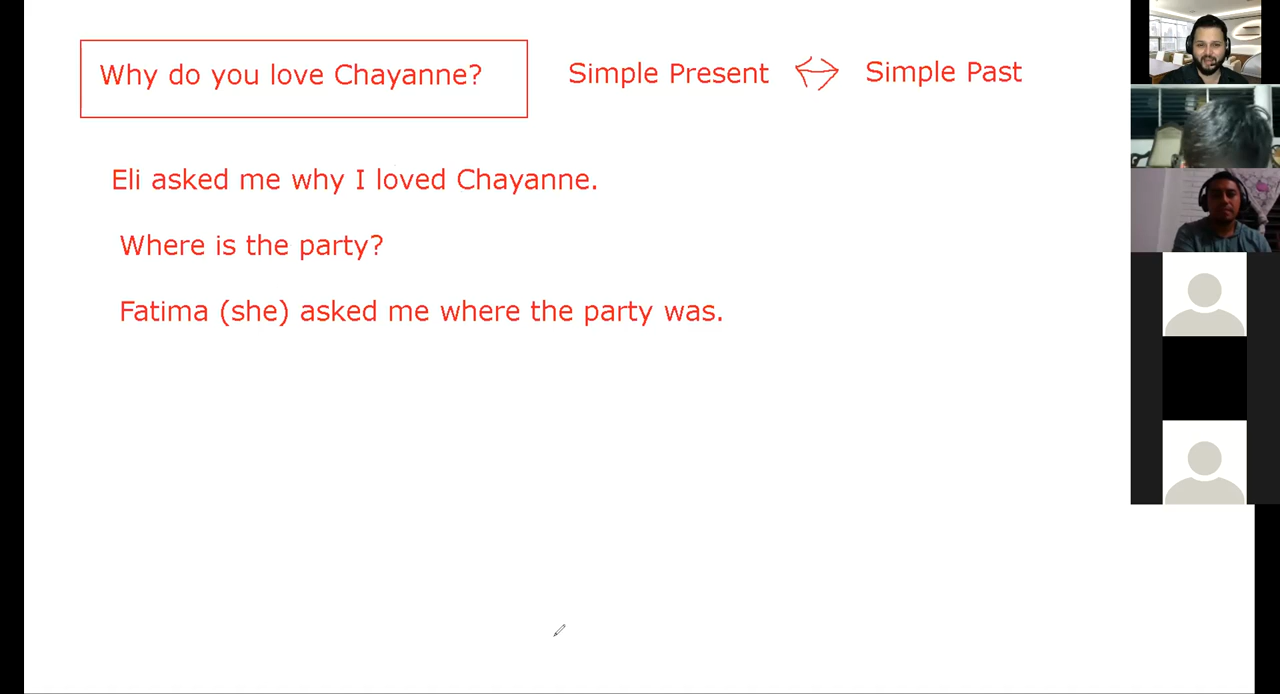 Why do you love Chayanne?
Simple Present
Simple Past
Eli asked me why I loved Chayanne.
Where is the party?
Fatima (she) asked me where the party was.